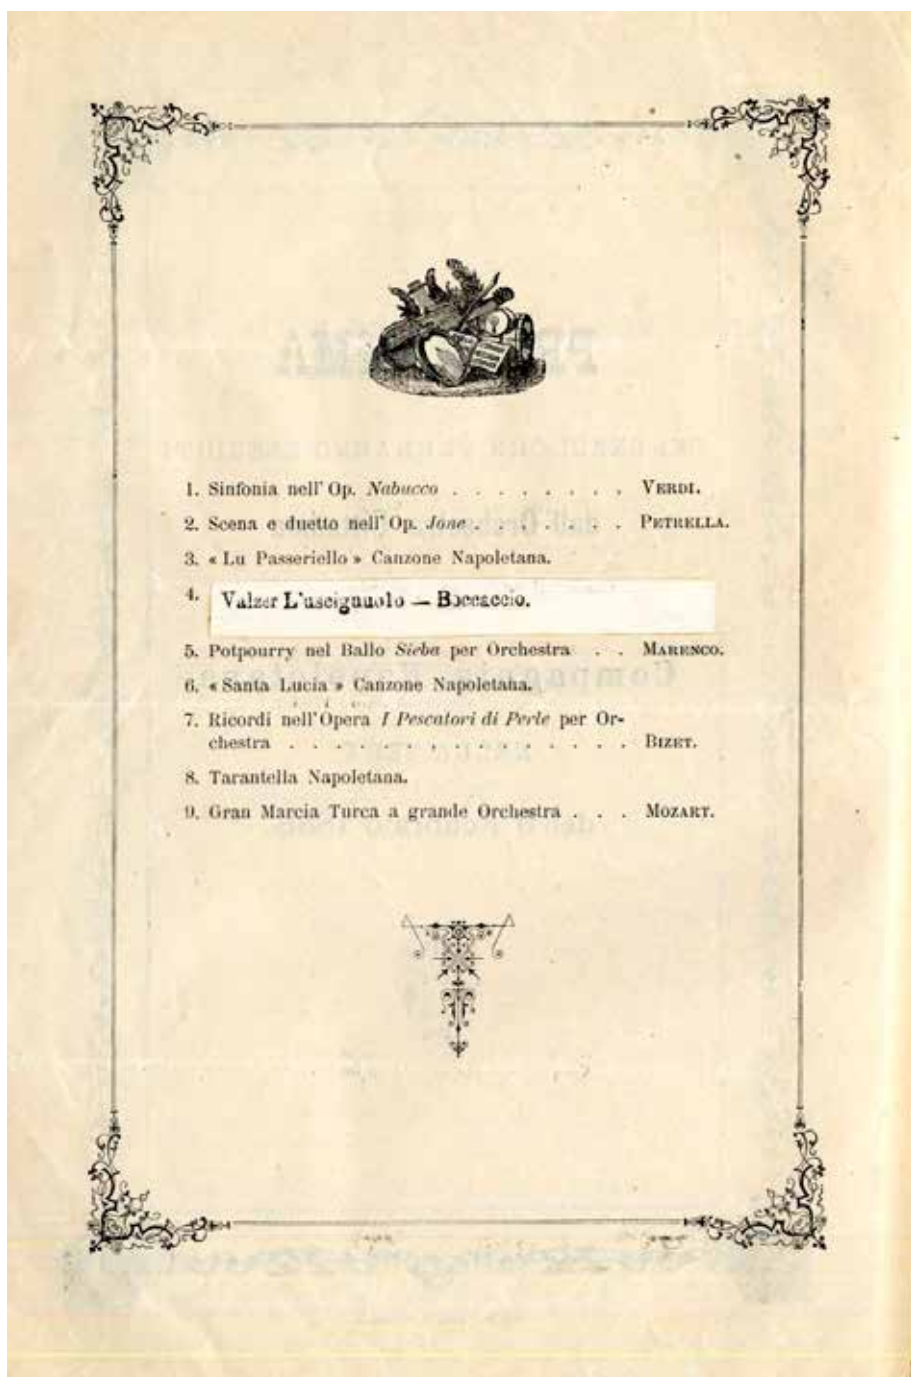 1. Sinfonia nell' Op. Nabucco . . . . . . . . VERDI.
2. Scena e duetto nell' Op. Jone . . . . . . . PETRELLA.
3. « Lu Passeriello » Canzone Napoletana.
4. Valzer L'uscignuolo — Boccaccio.
5. Potpourry nel Ballo Sieba per Orchestra . . MARENCO.
6. « Santa Lucia » Canzone Napoletana.
7. Ricordi nell' Opera I Pescatori di Perle per Or-
chestra . . . . . . . . . . . . . . . BIZET.
8. Tarantella Napoletana.
9. Gran Marcia Turca a grande Orchestra . . . MOZART.